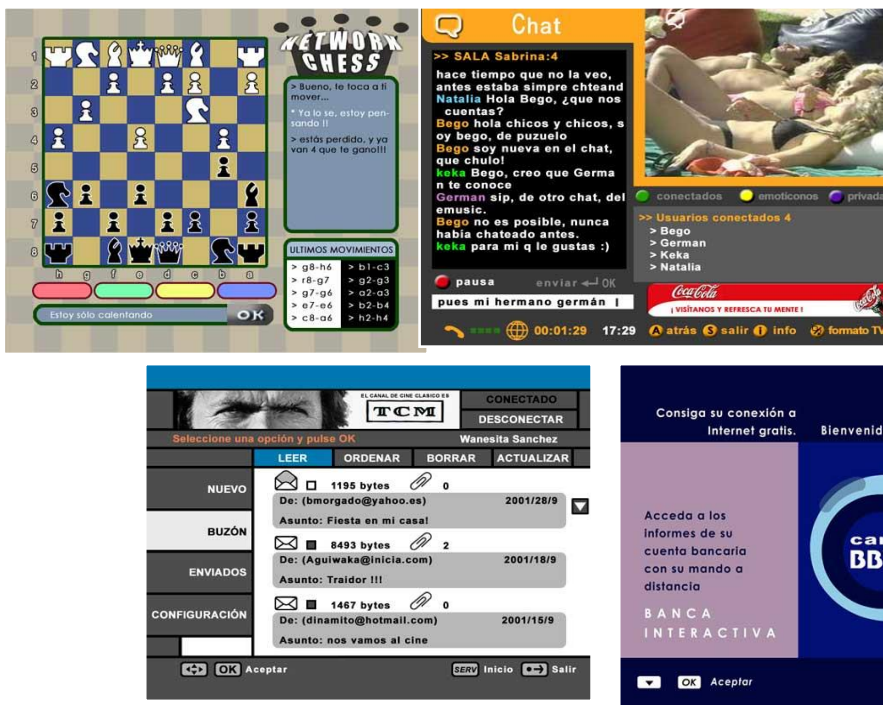 NETWORK
CHESS
1
2
3
4
5
6
7
8
h g f e d c b a
> Bueno, te toca a ti
mover...
* Ya lo se, estoy pen-
sando !!
> estás perdido, y ya
van 4 que te gano!!!
ULTIMOS MOVIMIENTOS
> g8-h6 > b1-c3
> r8-g7 > g2-g3
> g7-g6 > a2-a3
> e7-e6 > b2-b4
> c8-a6 > h2-h4
Estoy sólo calentando
OK
Chat
>> SALA Sabrina:4
hace tiempo que no la veo,
antes estaba simpre chteand
Natalia Hola Bego, ¿que nos
cuentas?
Bego hola chicos y chicos, s
oy bego, de puzuelo
Bego soy nueva en el chat,
que chulo!
keka Bego, creo que Germa
n te conoce
German sip, de otro chat, del
emusic.
Bego no es posible, nunca
habia chateado antes.
keka para mi q le gustas :)
pausa
enviar OK
pues mi hermano germán
conectados emoticonos privada
>> Usuarios conectados 4
> Bego
> German
> Keka
> Natalia
Coca-Cola
¡ VISÍTANOS Y REFRESCA TU MENTE !
00:01:29 17:29 A atrás S salir i info formato TV
EL CANAL DE CINE CLASICO ES
TCM
CONECTADO
DESCONECTAR
Seleccione una opción y pulse OK
Wanesita Sanchez
LEER ORDENAR BORRAR ACTUALIZAR
NUEVO
BUZÓN
ENVIADOS
CONFIGURACIÓN
1195 bytes 0
De: (bmorgado@yahoo.es) 2001/28/9
Asunto: Fiesta en mi casa!
8493 bytes 2
De: (Aguiwaka@inicia.com) 2001/18/9
Asunto: Traidor !!!
1467 bytes 0
De: (dinamito@hotmail.com) 2001/15/9
Asunto: nos vamos al cine
OK Aceptar
SERV Inicio Salir
Consiga su conexión a
Internet gratis.
Bienvenid
Acceda a los
informes de su
cuenta bancaria
con su mando a
distancia
BANCA
INTERACTIVA
can
BB
OK Aceptar